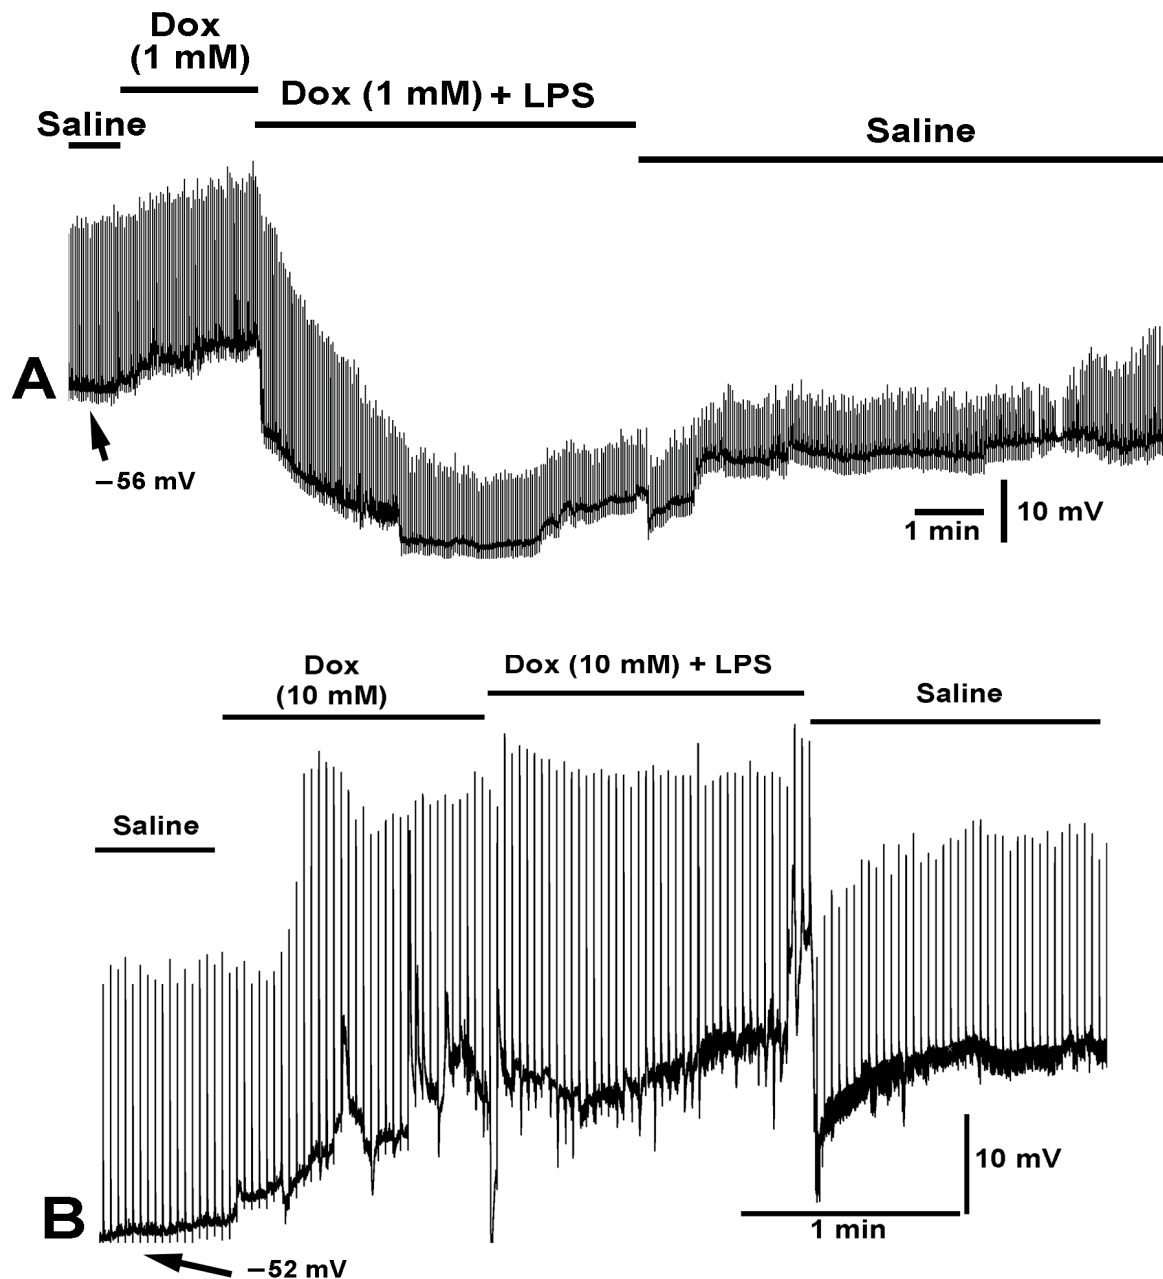 Dox
(1 mM)
Dox (1 mM) + LPS
Saline
Saline
A
−56 mV
1 min
10 mV
Dox
(10 mM)
Dox (10 mM) + LPS
Saline
Saline
B
10 mV
1 min
−52 mV